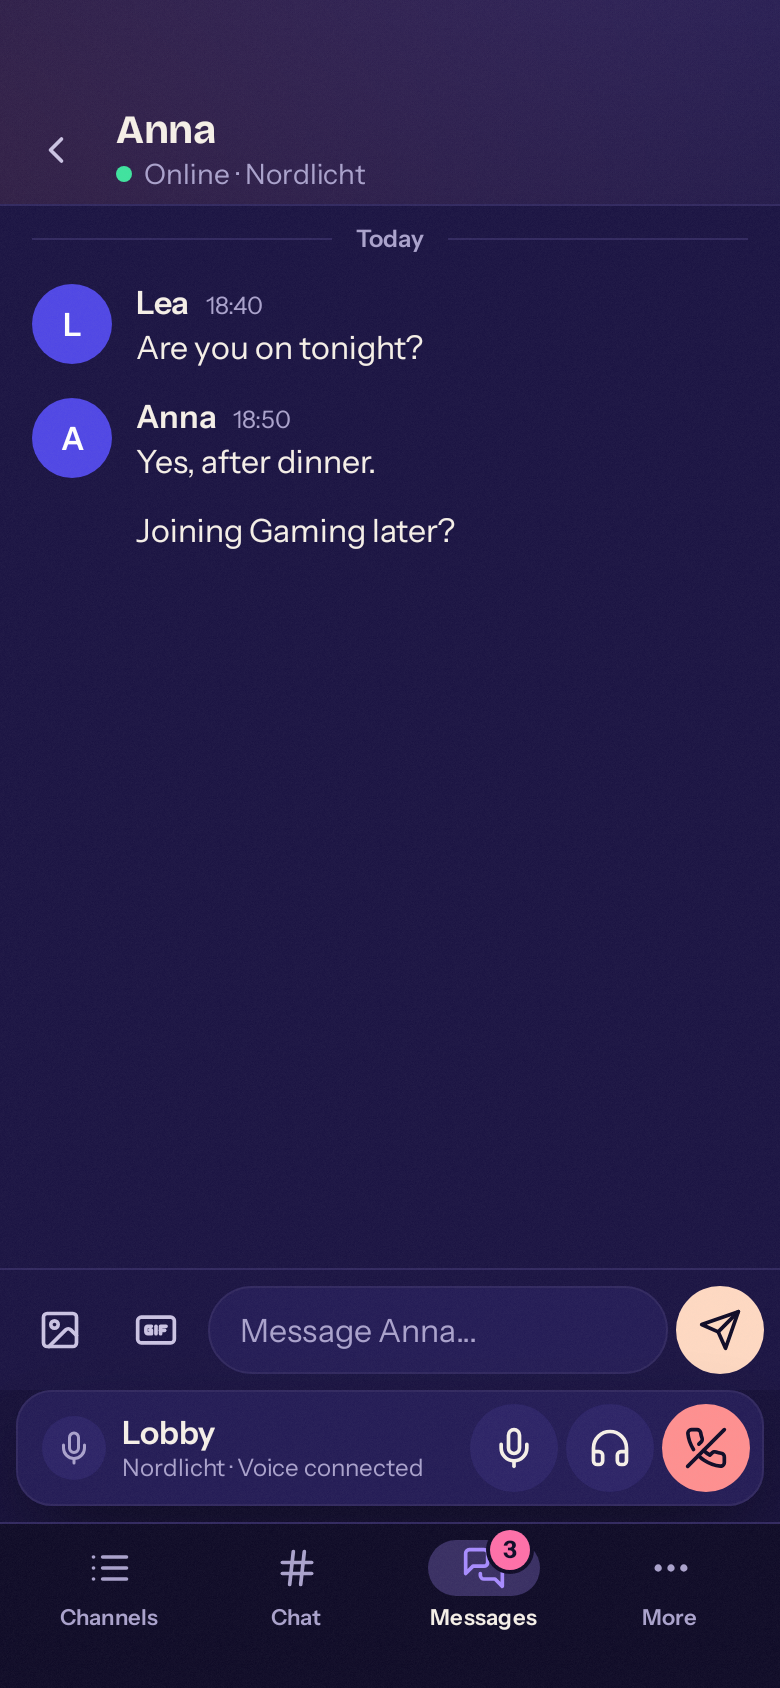 Anna
Online · Nordlicht
Today
L
Lea 18:40
Are you on tonight?
A
Anna 18:50
Yes, after dinner.
Joining Gaming later?
GIF
Message Anna...
Lobby
Nordlicht · Voice connected
3
Channels
Chat
Messages
More